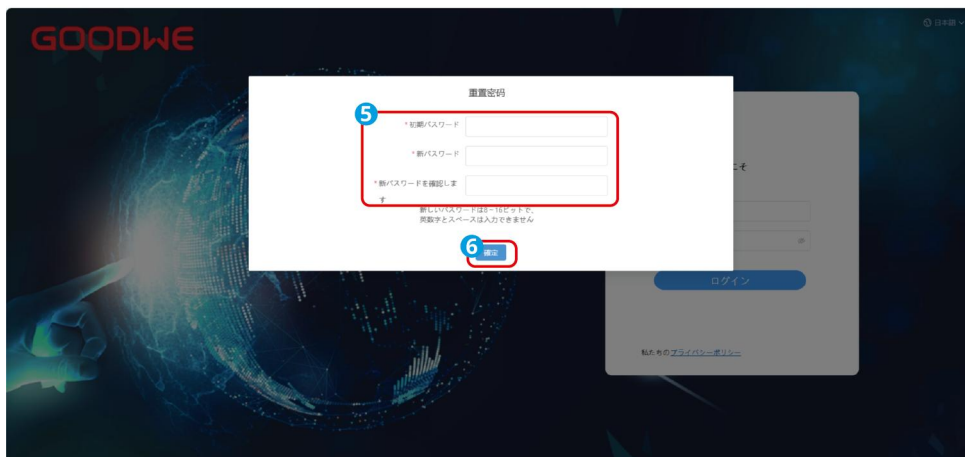 GOODWE
日本語
重置密码
5
*初期パスワード
*新パスワード
*新パスワードを確認しま
す
新しいパスワードは8-16ビットで、
英数字とスペースは入力できません
6
確定
こそ
ログイン
私たちのプライバシーポリシー